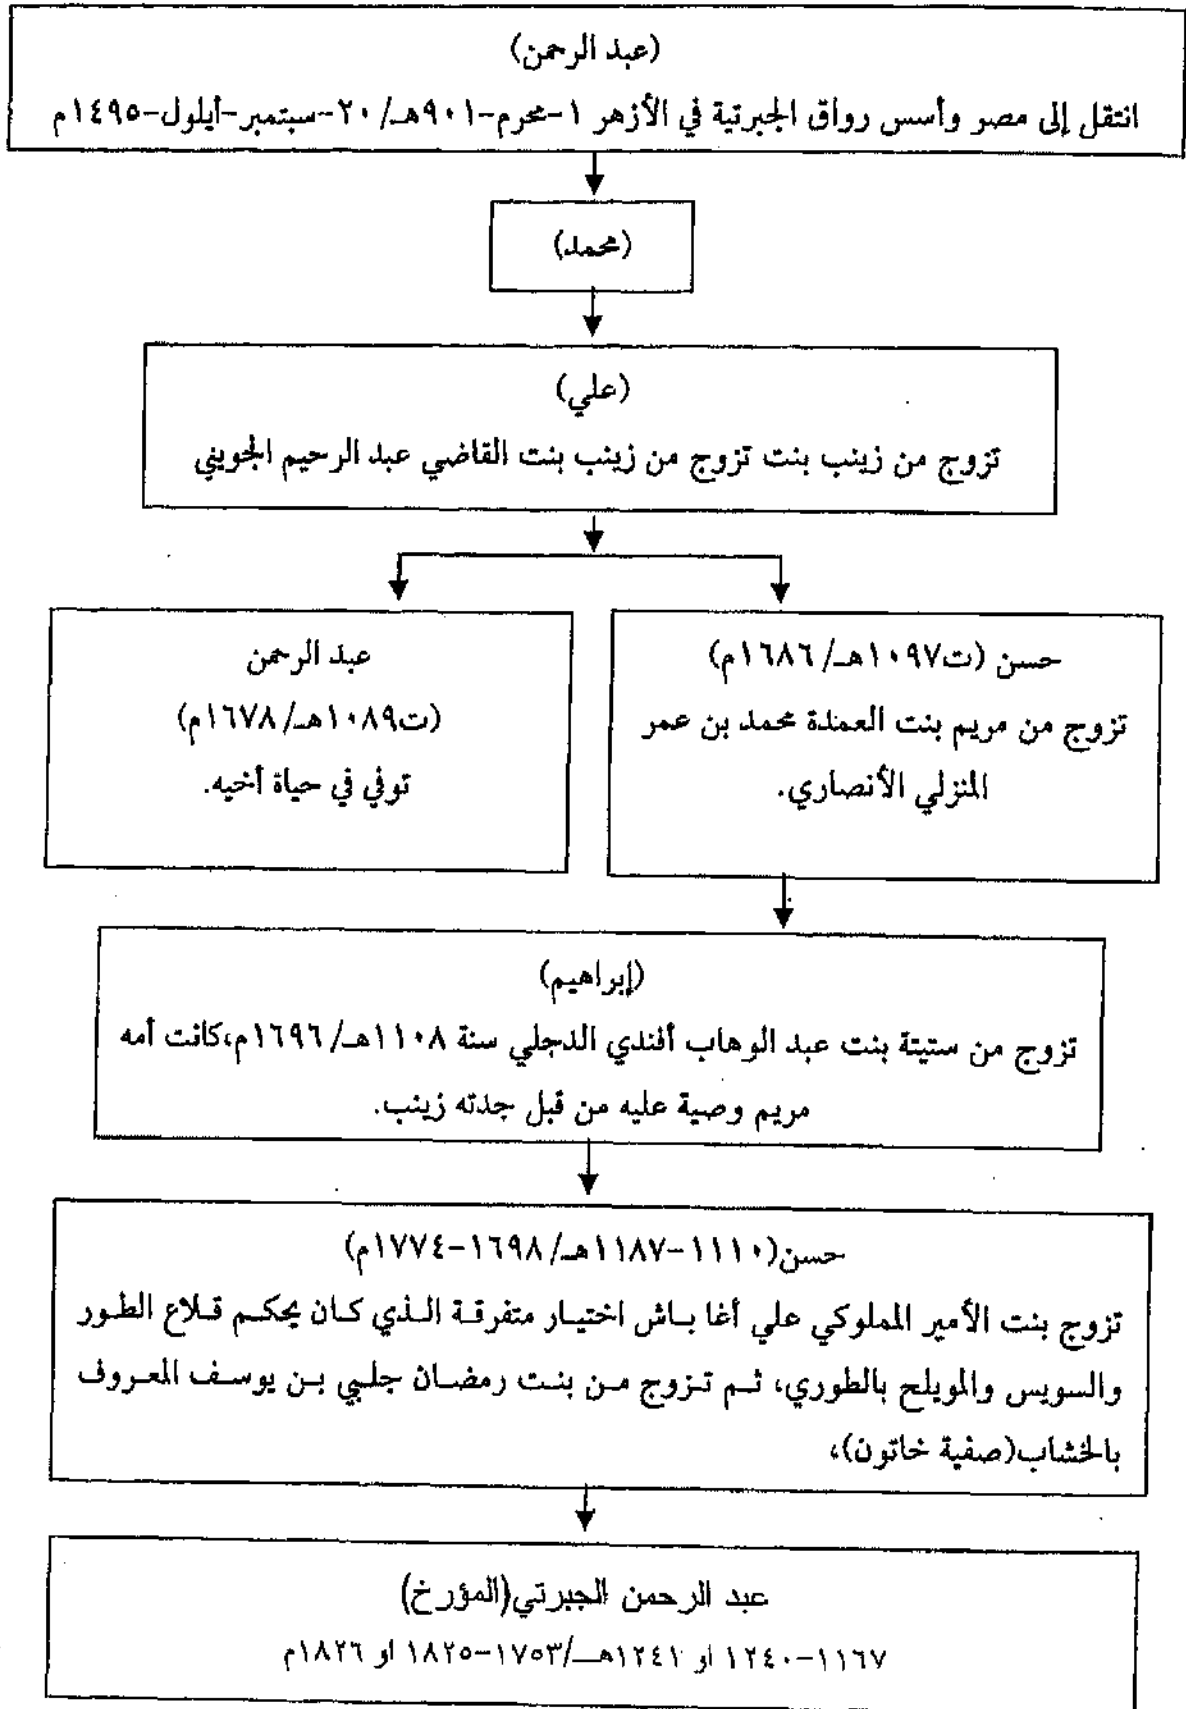 (عبد الرحمن)
انتقل إلى مصر وأسس رواق الجبرتية في الأزهر ١-محرم-٩٠١هـ/ ٢٠-سبتمبر-أيلول-١٤٩٥م
(محمد)
(علي)
تزوج من زينب بنت تزوج من زينب بنت القاضي عبد الرحيم الجويني
حسن (ت١٠٩٧هـ/ ١٦٨٦م)
تزوج من مريم بنت العمدة محمد بن عمر
المنزلي الأنصاري.
عبد الرحمن
(ت١٠٨٩هـ/ ١٦٧٨م)
توفي في حياة أخيه.
(إبراهيم)
تزوج من ستيتة بنت عبد الوهاب أفندي الدجلي سنة ١١٠٨هـ/ ١٦٩٦م،كانت أمه
مريم وصية عليه من قبل جدته زينب.
حسن(١١١٠-١١٨٧هـ/ ١٦٩٨-١٧٧٤م)
تزوج بنت الأمير المملوكي علي أغا باش اختيار متفرقة الذي كان يحكم قلاع الطور
والسويس والمويلح بالطوري، ثم تزوج من بنت رمضان جلبي بن يوسف المعروف
بالخشاب(صفية خاتون)،
عبد الرحمن الجبرتي(المؤرخ)
١١٦٧-١٢٤٠ او ١٢٤١هـ/١٧٥٣-١٨٢٥ او ١٨٢٦م